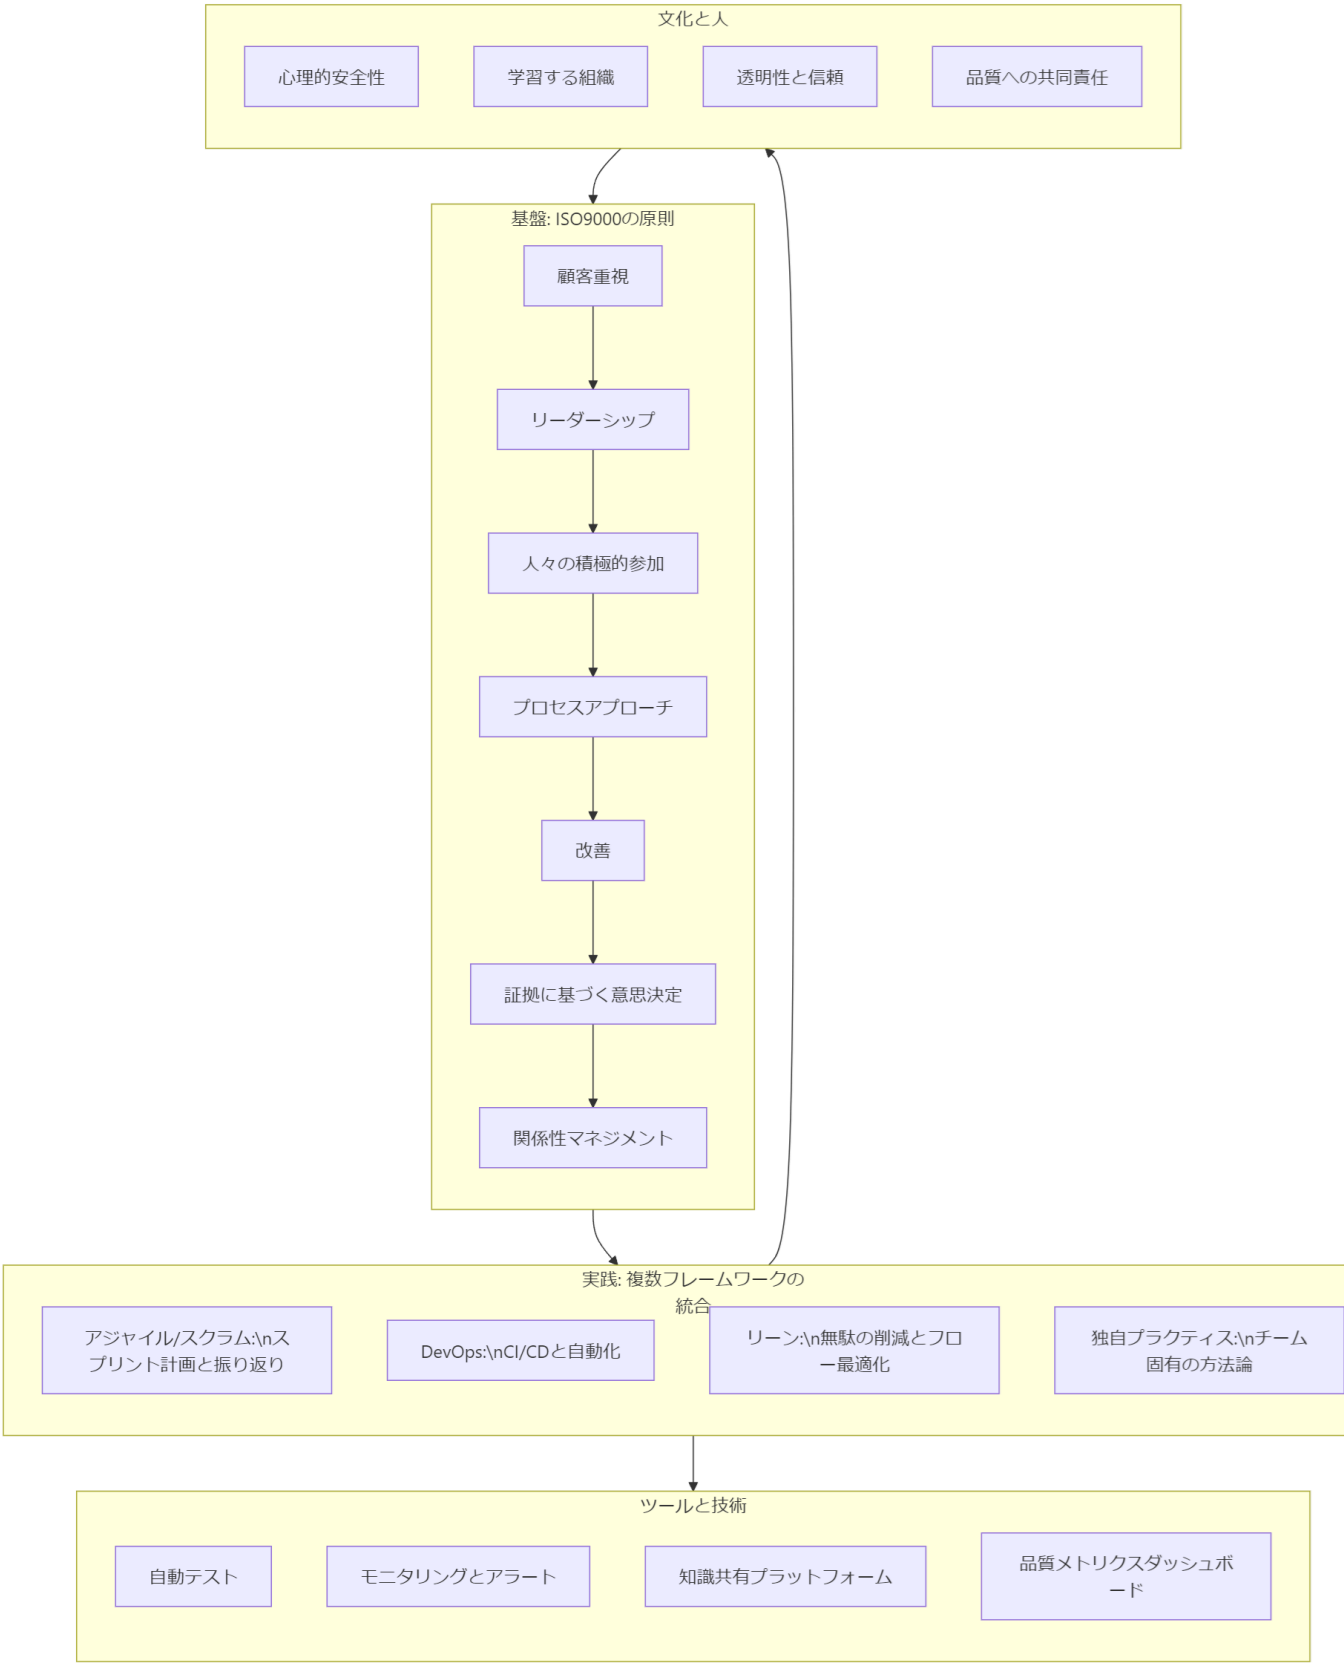 文化と人
心理的安全性
学習する組織
透明性と信頼
品質への共同責任
基盤: ISO9000の原則
顧客重視
リーダーシップ
人々の積極的参加
プロセスアプローチ
改善
証拠に基づく意思決定
関係性マネジメント
実践: 複数フレームワークの
統合
アジャイル/スクラム:\nス
プリント計画と振り返り
DevOps:\nCI/CDと自動化
リーン:\n無駄の削減とフロ
ー最適化
独自プラクティス:\nチーム
固有の方法論
ツールと技術
自動テスト
モニタリングとアラート
知識共有プラットフォーム
品質メトリクスダッシュボ
ード